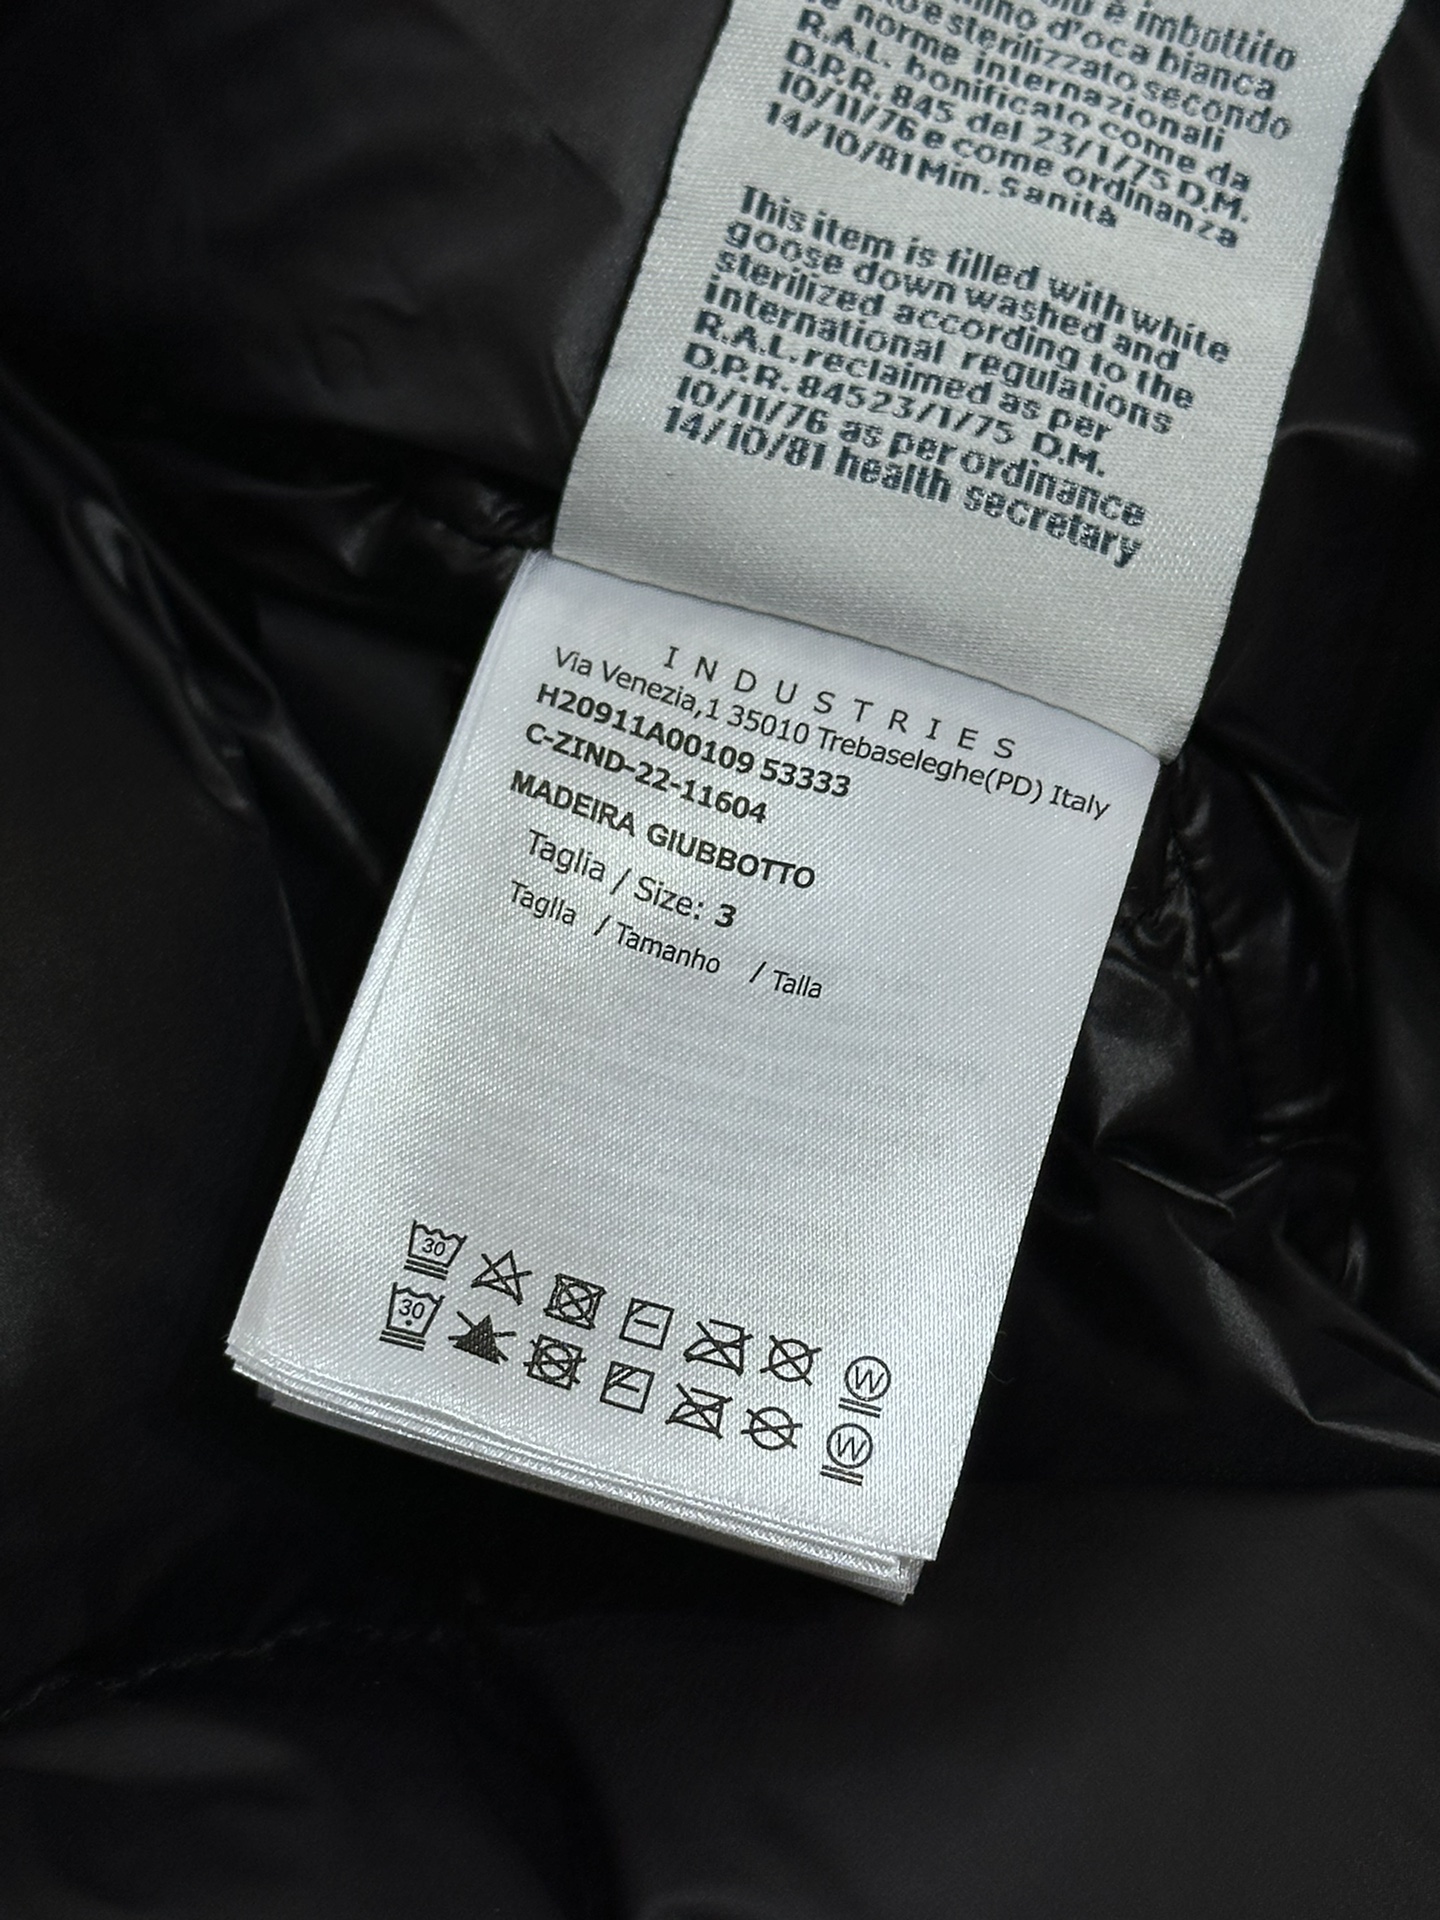 è imbottito
d'oca bianca
e sterilizzato secondo
norme internazionali
R.A.L. bonificato come da
D.P.R. 845 del 23/1/75 D.M.
10/11/76 e come ordinanza
14/10/81 Min. Sanità
This item is filled with white
goose down washed and
sterilized according to the
international regulations
R.A.L. reclaimed as per
D.P.R. 84523/1/75 D.M.
10/11/76 as per ordinance
14/10/81 health secretary
INDUSTRIES
Via Venezia,1 35010 Trebaseleghe(PD) Italy
H20911A00109 53333
C-ZIND-22-11604
MADEIRA GIUBBOTTO
Taglia / Size: 3
Taglla / Tamanho / Talla
30 W
30 W